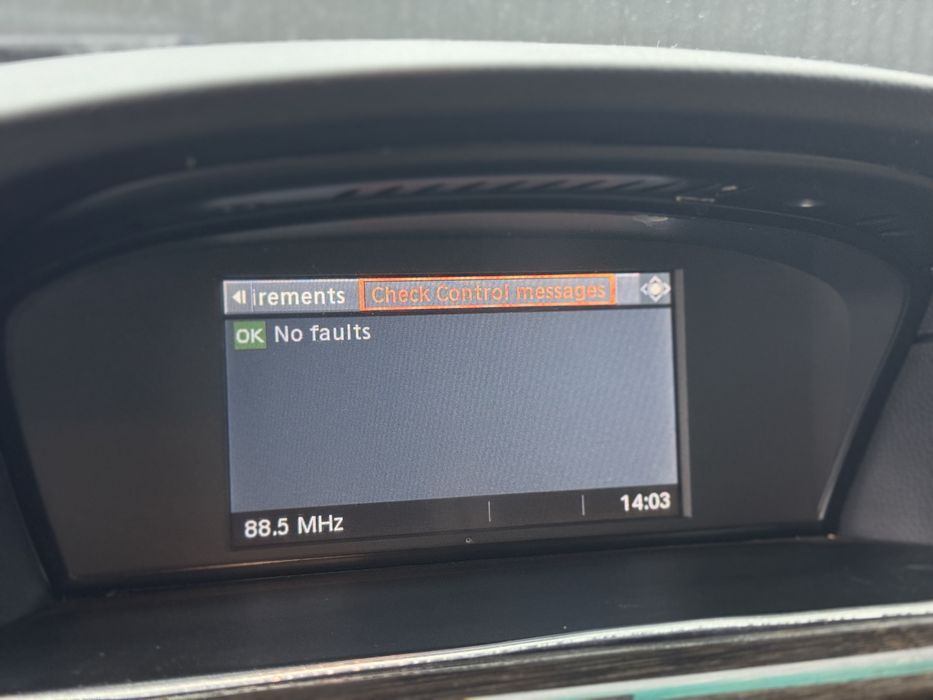 irements Check Control messages
OK No faults
88.5 MHz 14:03